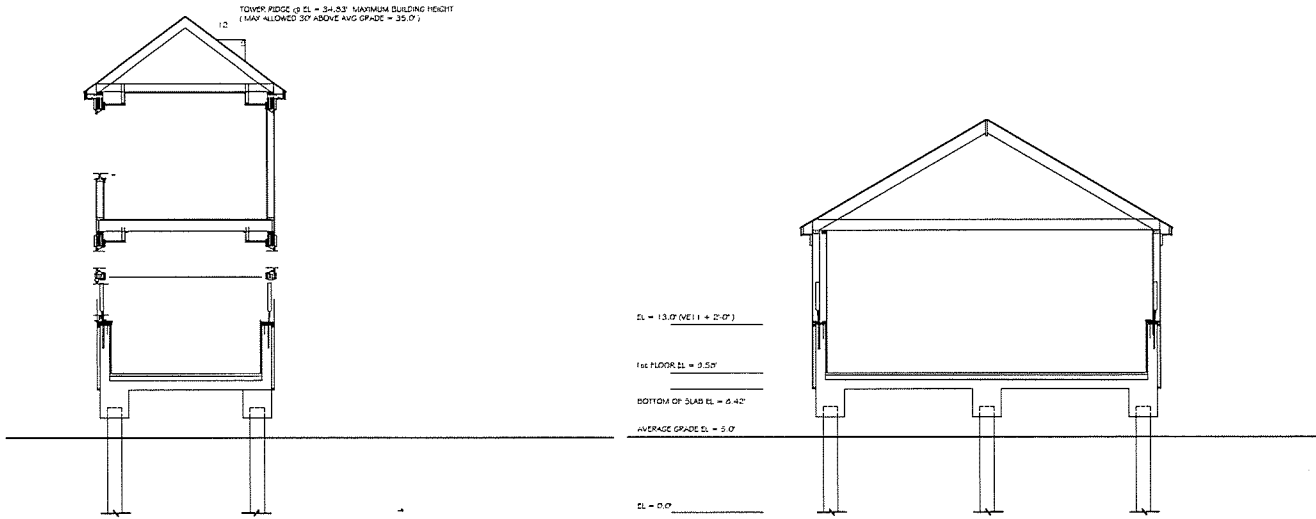 TOWER RIDGE @ EL = 34.83' MAXIMUM BUILDING HEIGHT
( MAX ALLOWED 30' ABOVE AVG GRADE = 35.0' )
12
EL = 13.0' (VE11 + 2'-0")
1st FLOOR EL = 9.50'
BOTTOM OF SLAB EL = 8.42'
AVERAGE GRADE EL = 5.0'
EL = 0.0'